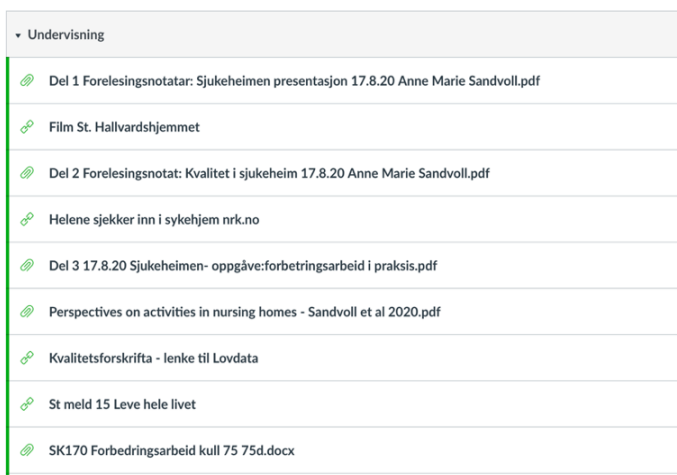 Undervisning
Del 1 Forelesingsnotatar: Sjukeheimen presentasjon 17.8.20 Anne Marie Sandvoll.pdf
Film St. Hallvardshjemmet
Del 2 Forelesingsnotat: Kvalitet i sjukeheim 17.8.20 Anne Marie Sandvoll.pdf
Helene sjekker inn i sykehjem nrk.no
Del 3 17.8.20 Sjukeheimen- oppgåve:forbetringsarbeid i praksis.pdf
Perspectives on activities in nursing homes - Sandvoll et al 2020.pdf
Kvalitetsforskrifta - lenke til Lovdata
St meld 15 Leve hele livet
SK170 Forbedringsarbeid kull 75 75d.docx